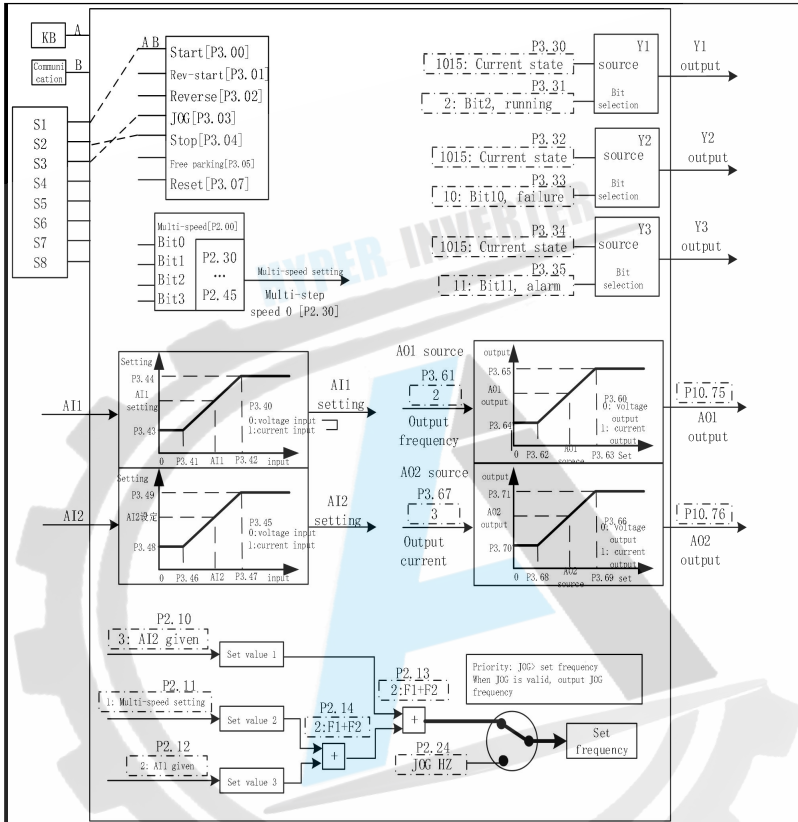 KB
A
Communi
cation
B
S1
S2
S3
S4
S5
S6
S7
S8
A B
Start[P3.00]
Rev-start[P3.01]
Reverse[P3.02]
JOG[P3.03]
Stop[P3.04]
Free parking[P3.05]
Reset[P3.07]
Multi-speed[P2.00]
Bit0
Bit1
Bit2
Bit3
P2.30
...
P2.45
Multi-speed setting
Multi-step
speed 0 [P2.30]
P3.30
1015: Current state
P3.31
2: Bit2, running
Y1
source
Bit
selection
Y1
output
P3.32
1015: Current state
P3.33
10: Bit10, failure
Y2
source
Bit
selection
Y2
output
P3.34
1015: Current state
P3.35
11: Bit11, alarm
Y3
source
Bit
selection
Y3
output
HYPER INVERTER
AI1
Setting
P3.44
AI1
setting
P3.43
P3.40
0:voltage input
1:current input
0 P3.41 AI1 P3.42 input
AI1
setting
AI2
Setting
P3.49
AI2设定
P3.48
P3.45
0:voltage input
1:current input
0 P3.46 AI2 P3.47 input
AI2
setting
AO1 source
P3.61
2
Output
frequency
output
P3.65
AO1
output
P3.64
P3.60
0: voltage
output
1: current
output
0 P3.62 AO1 P3.63 Set
P10.75
AO1
output
AO2 source
P3.67
3
Output
current
output
P3.71
AO2
output
P3.70
P3.66
0: voltage
output
1: current
output
0 P3.68 AO2 P3.69 set
source
P10.76
AO2
output
P2.10
3: AI2 given
Set value 1
P2.11
1: Multi-speed setting
Set value 2
P2.12
2: AI1 given
Set value 3
P2.14
2:F1+F2
+
P2.13
2:F1+F2
+
P2.24
JOG HZ
Priority: JOG> set frequency
When JOG is valid, output JOG
frequency
Set
frequency